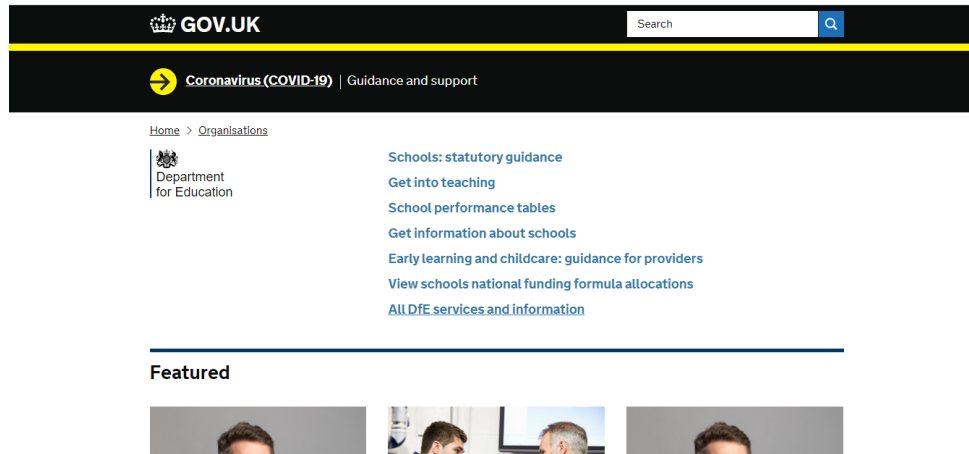 GOV.UK
Search
Coronavirus (COVID-19) | Guidance and support
Home > Organisations
Department
for Education
Schools: statutory guidance
Get into teaching
School performance tables
Get information about schools
Early learning and childcare: guidance for providers
View schools national funding formula allocations
All DfE services and information
Featured